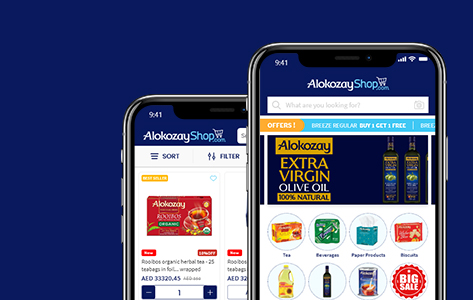 9:41
AlokozayShop.com
SORT
FILTER
BEST SELLER
Alokozay
ROOIBOS
ORGANIC
New
10%OFF
Rooibos organic herbal tea - 25
teabags in foil... wrapped
AED 33320.45
1
Roo
teab
AED
9:41
AlokozayShop.com
What are you looking for?
OFFERS !
BREEZE REGULAR BUY 1 GET 1 FREE
BREE
Alokozay
EXTRA
VIRGIN
OLIVE OIL
100% NATURAL
Tea
Beverages
Paper Products
Biscuits
BIG
SALE